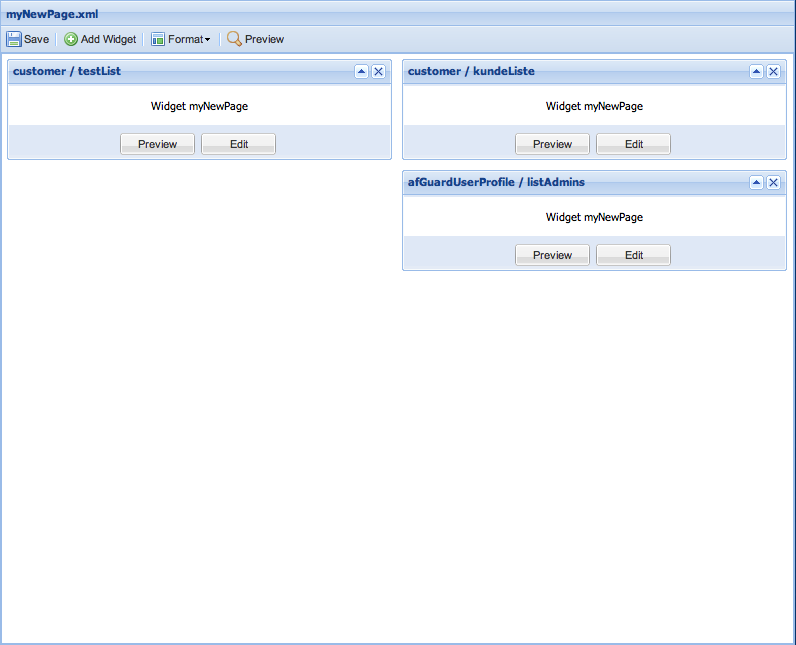 myNewPage.xml
Save Add Widget Format Preview
customer / testList
Widget myNewPage
Preview Edit
customer / kundeListe
Widget myNewPage
Preview Edit
afGuardUserProfile / listAdmins
Widget myNewPage
Preview Edit